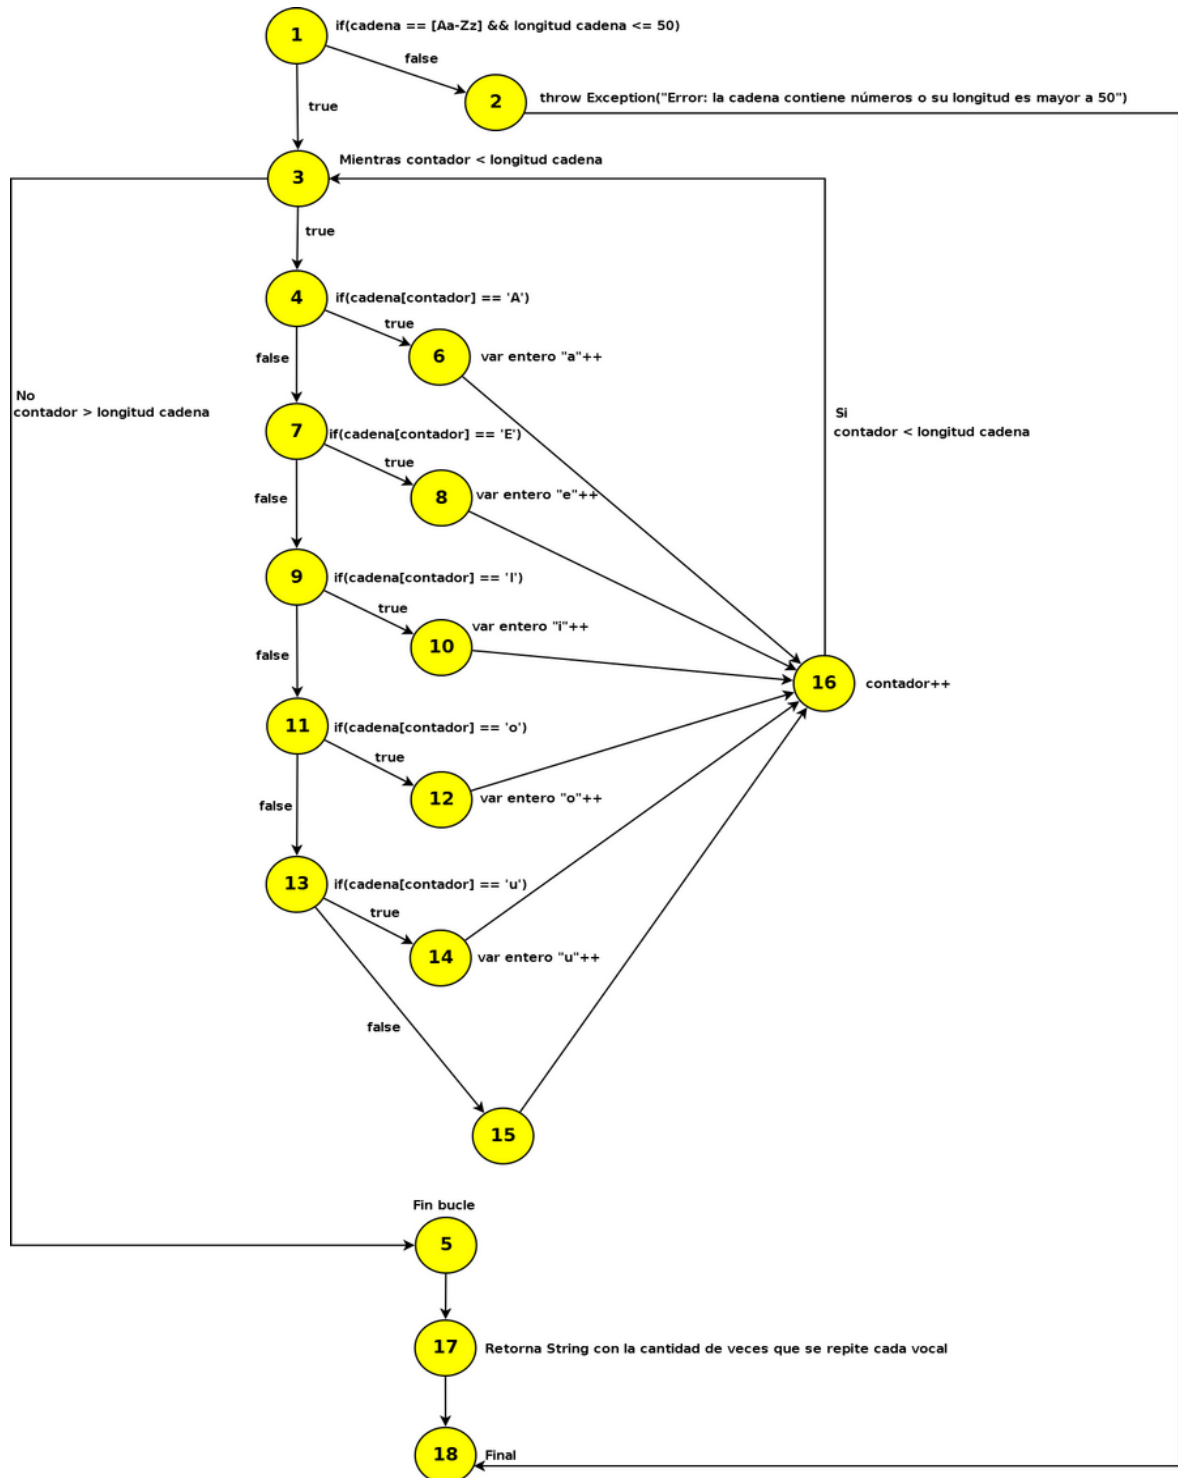 1
if(cadena == [Aa-Zz] && longitud cadena <= 50)
false
2
throw Exception("Error: la cadena contiene números o su longitud es mayor a 50")
true
3
Mientras contador < longitud cadena
true
4
if(cadena[contador] == 'A')
true
false
6
var entero "a"++
No
contador > longitud cadena
Si
contador < longitud cadena
7
if(cadena[contador] == 'E')
true
false
8
var entero "e"++
9
if(cadena[contador] == 'I')
true
false
10
var entero "i"++
16
contador++
11
if(cadena[contador] == 'o')
true
false
12
var entero "o"++
13
if(cadena[contador] == 'u')
true
14
var entero "u"++
false
15
Fin bucle
5
17
Retorna String con la cantidad de veces que se repite cada vocal
18
Final